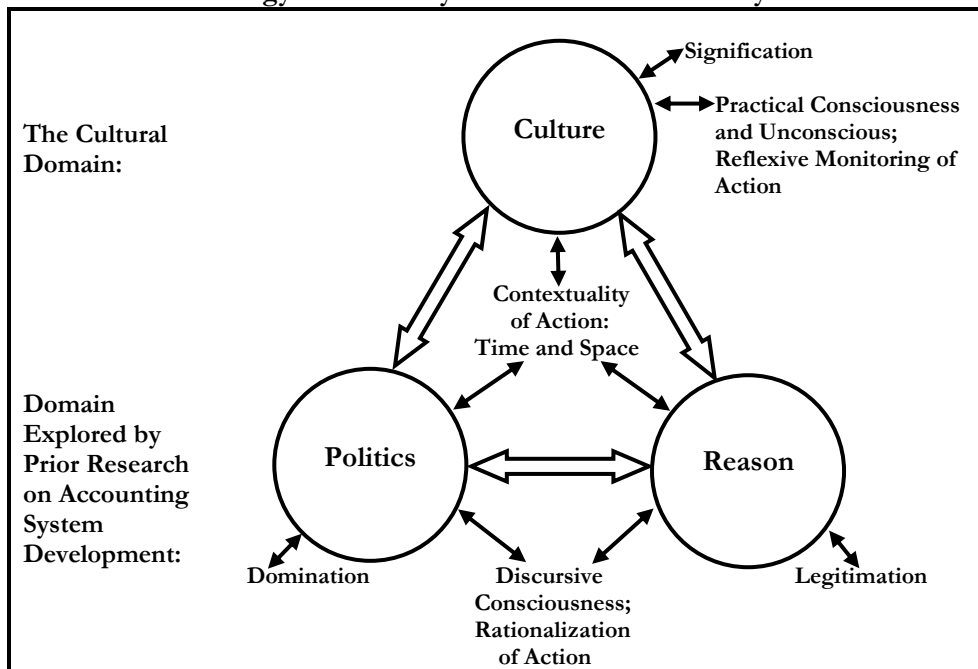 Signification
Practical Consciousness
and Unconscious;
Reflexive Monitoring of
Action
Culture
The Cultural
Domain:
Contextuality
of Action:
Time and Space
Domain
Explored by
Prior Research
on Accounting
System
Development:
Politics
Reason
Domination
Discursive
Consciousness;
Rationalization
of Action
Legitimation